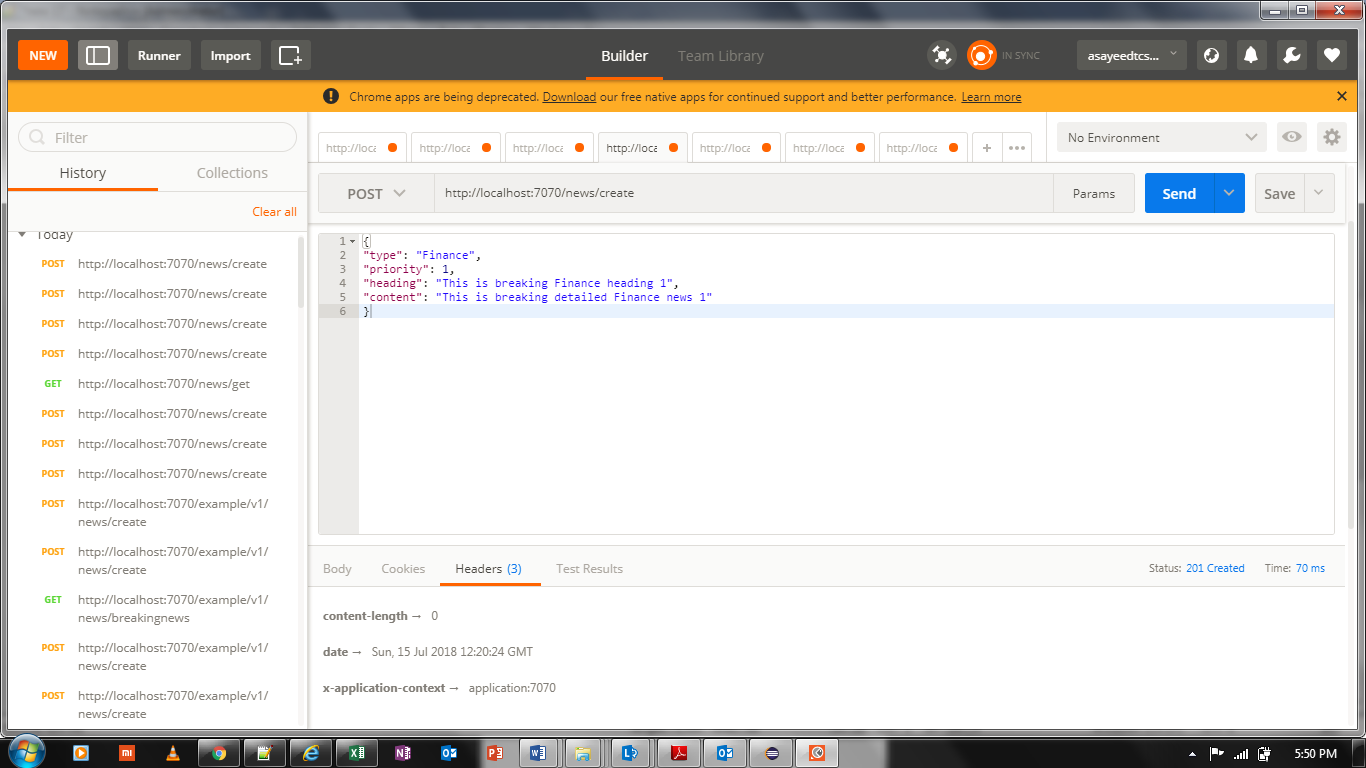 NEW Runner Import Builder Team Library IN SYNC asayeedtcs...
Chrome apps are being deprecated. Download our free native apps for continued support and better performance. Learn more
Filter
History Collections
Clear all
Today
POST http://localhost:7070/news/create
POST http://localhost:7070/news/create
POST http://localhost:7070/news/create
POST http://localhost:7070/news/create
GET http://localhost:7070/news/get
POST http://localhost:7070/news/create
POST http://localhost:7070/news/create
POST http://localhost:7070/news/create
POST http://localhost:7070/example/v1/
news/create
POST http://localhost:7070/example/v1/
news/create
GET http://localhost:7070/example/v1/
news/breakingnews
POST http://localhost:7070/example/v1/
news/create
POST http://localhost:7070/example/v1/
news/create
http://loca http://loca http://loca http://loca http://loca http://loca http://loca + •••
No Environment
POST http://localhost:7070/news/create Params Send Save
1 {
2 "type": "Finance",
3 "priority": 1,
4 "heading": "This is breaking Finance heading 1",
5 "content": "This is breaking detailed Finance news 1"
6 }
Body Cookies Headers (3) Test Results Status: 201 Created Time: 70 ms
content-length → 0
date → Sun, 15 Jul 2018 12:20:24 GMT
x-application-context → application:7070
5:50 PM